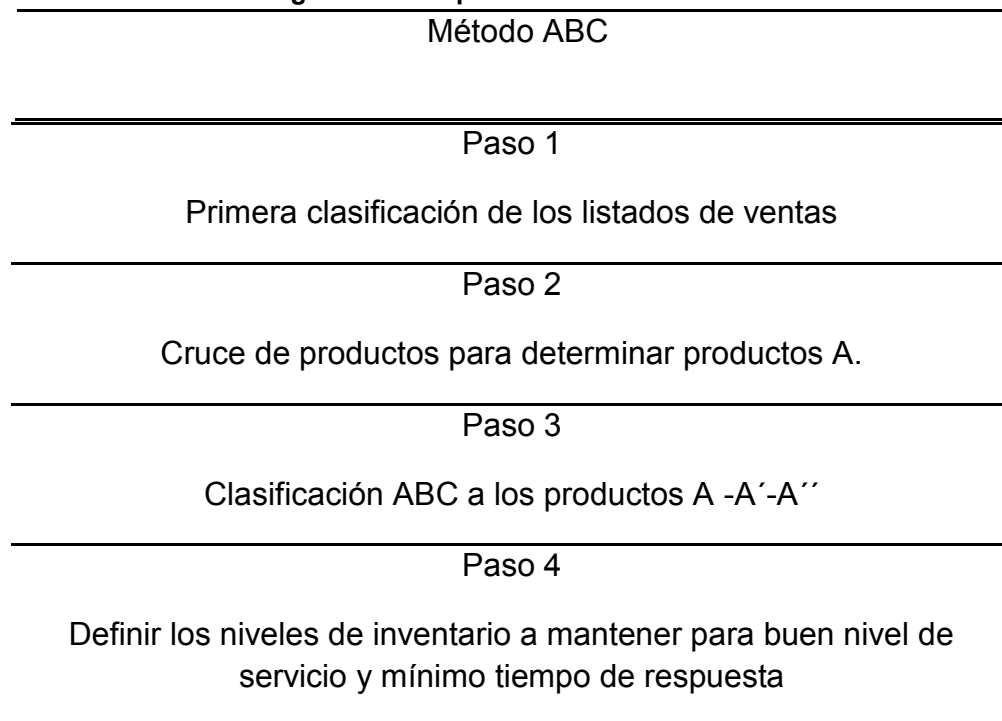 Método ABC
Paso 1
Primera clasificación de los listados de ventas
Paso 2
Cruce de productos para determinar productos A.
Paso 3
Clasificación ABC a los productos A -A´-A´´
Paso 4
Definir los niveles de inventario a mantener para buen nivel de
servicio y mínimo tiempo de respuesta